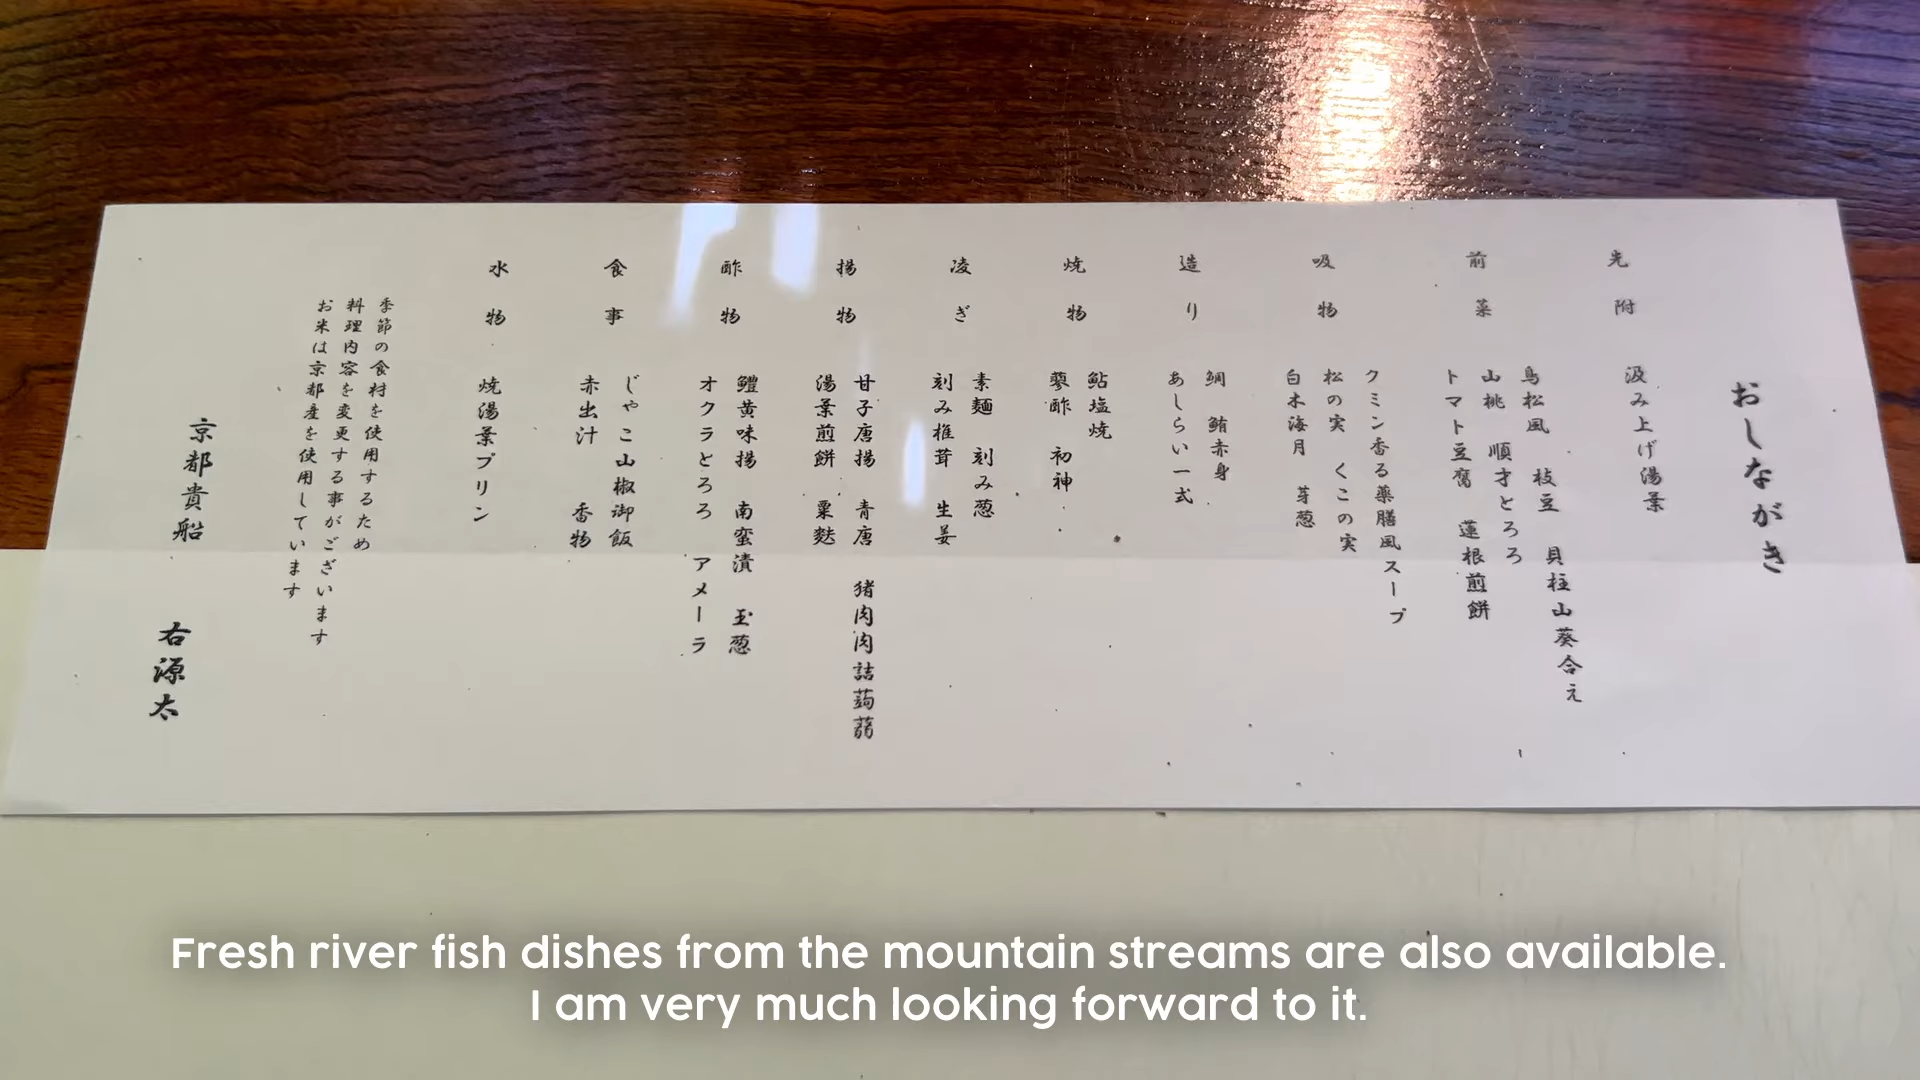 おしながき
先附
汲み上げ湯葉
前菜
鳥松風 枝豆 貝柱山葵合え
山桃 順才とろろ
トマト豆腐 蓮根煎餅
吸物
クミン香る薬膳風スープ
松の実 くこの実
白木海月 芽葱
造り
鯛 鮪赤身
あしらい一式
焼物
鮎塩焼
蓼酢 初神
凌ぎ
素麺 刻み葱
刻み椎茸 生姜
揚物
甘子唐揚 青唐 猪肉肉詰蒟蒻
湯葉煎餅 粟麩
酢物
鱧黄味揚 南蛮漬 玉葱
オクラとろろ アメーラ
食事
じゃこ山椒御飯
赤出汁 香物
水物
焼湯葉プリン
季節の食材を使用するため
料理内容を変更する事がございます
お米は京都産を使用しています
京都貴船 右源太
Fresh river fish dishes from the mountain streams are also available.
I am very much looking forward to it.